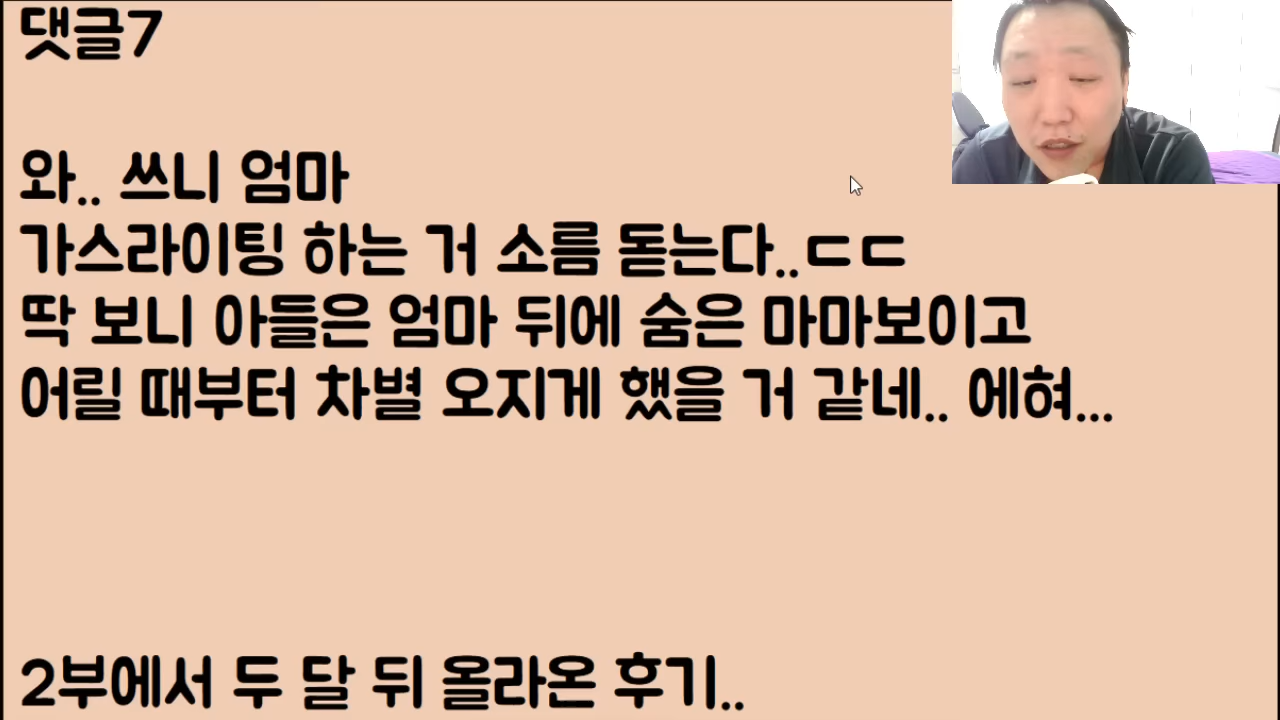 댓글7
와.. 쓰니 엄마
가스라이팅 하는 거 소름 돋는다..ㄷㄷ
딱 보니 아들은 엄마 뒤에 숨은 마마보이고
어릴 때부터 차별 오지게 했을 거 같네.. 에혀...
2부에서 두 달 뒤 올라온 후기..